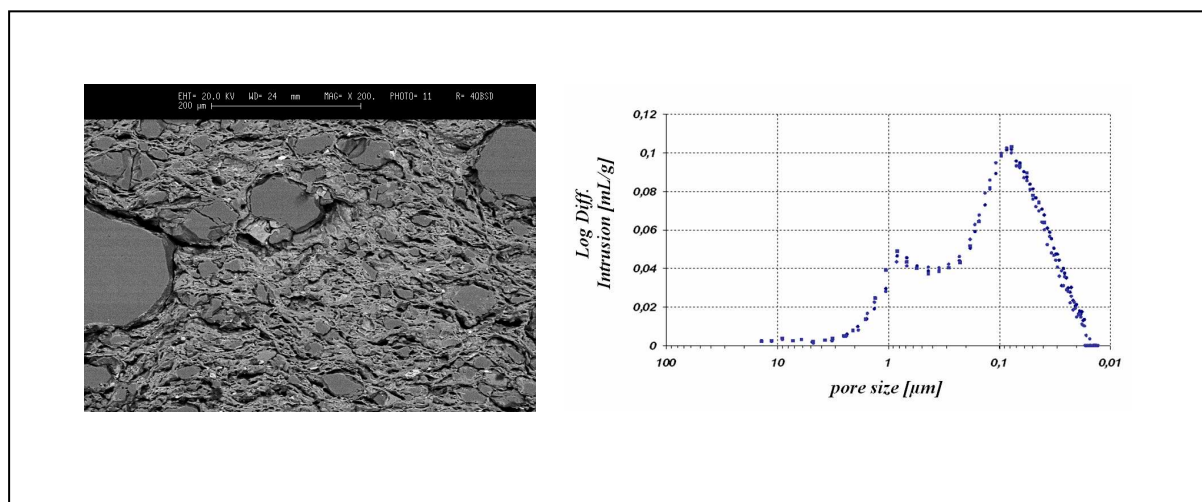 EHT= 20.0 KV WD= 24 mm MAG= X 200. PHOTO= 11 R= 4QBSD
200 µm
0,12
0,1
0,08
0,06
0,04
0,02
0
Log Diff.
Intrusion [mL/g]
100 10 1 0,1 0,01
pore size [µm]